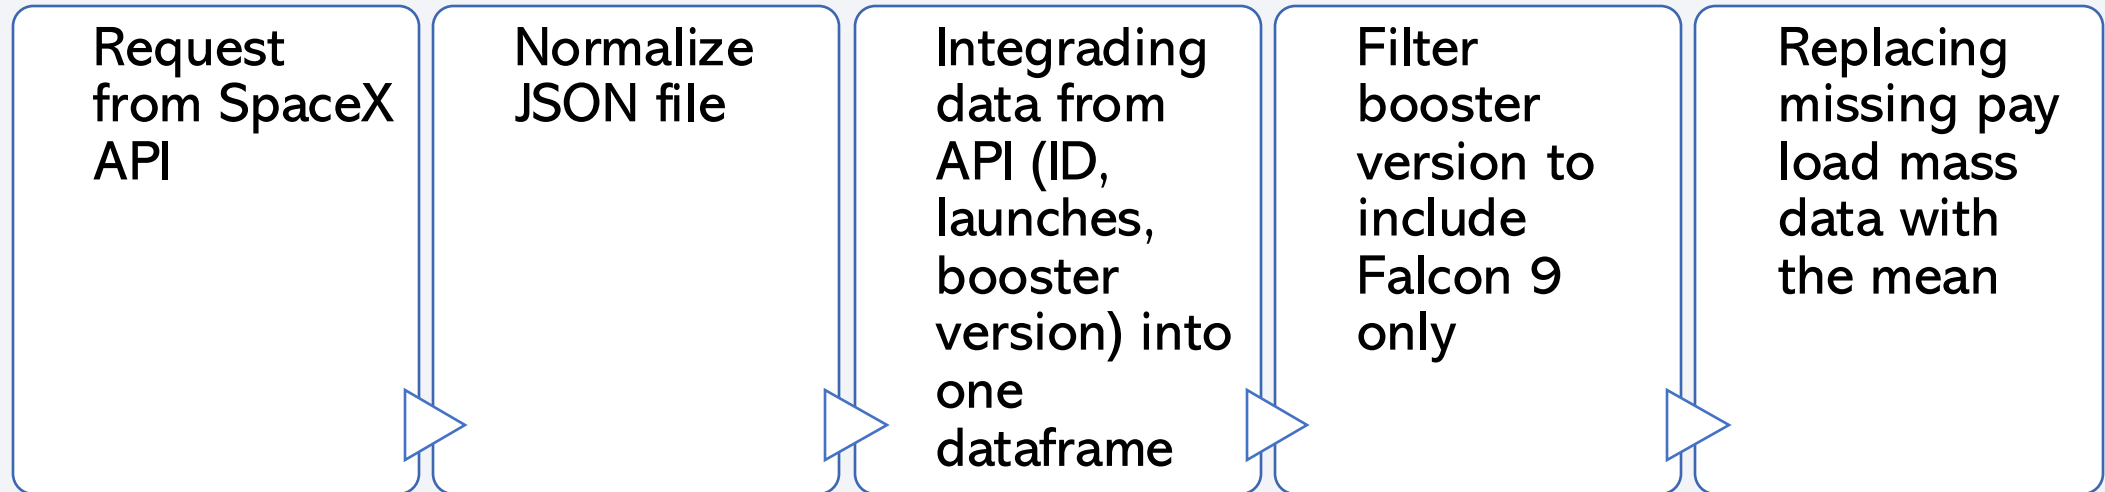 Request
from SpaceX
API
Normalize
JSON file
Integrading
data from
API (ID,
launches,
booster
version) into
one
dataframe
Filter
booster
version to
include
Falcon 9
only
Replacing
missing pay
load mass
data with
the mean